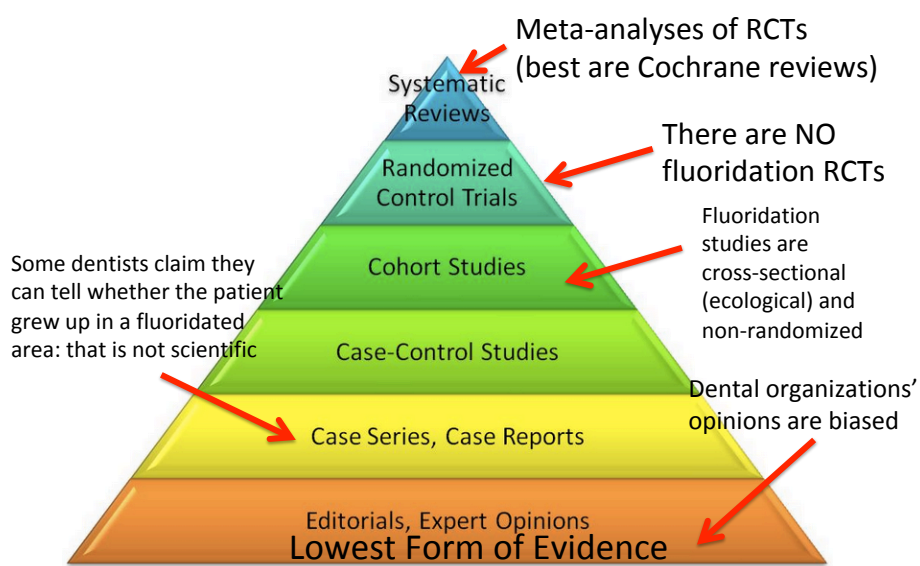 Meta-analyses of RCTs
(best are Cochrane reviews)
Systematic
Reviews
There are NO
fluoridation RCTs
Randomized
Control Trials
Fluoridation
studies are
cross-sectional
(ecological) and
non-randomized
Cohort Studies
Some dentists claim they
can tell whether the patient
grew up in a fluoridated
area: that is not scientific
Case-Control Studies
Dental organizations’
opinions are biased
Case Series, Case Reports
Editorials, Expert Opinions
Lowest Form of Evidence